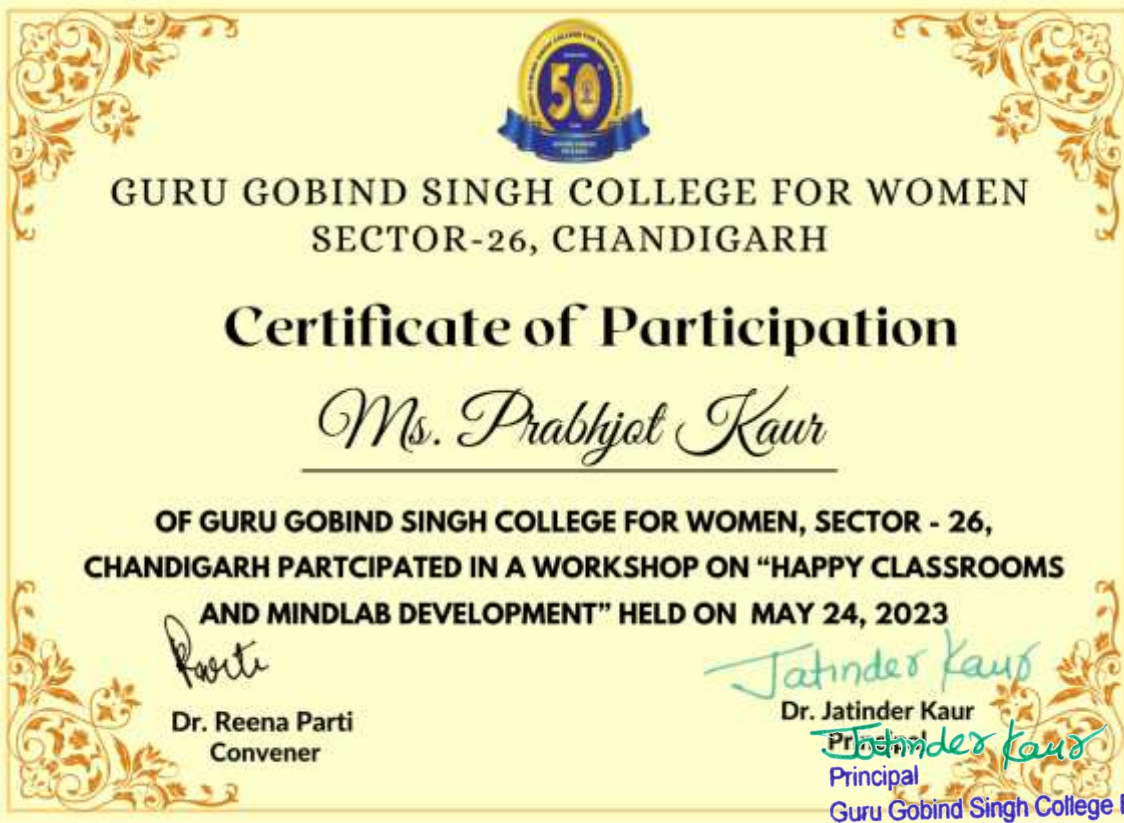 50
GURU GOBIND SINGH COLLEGE FOR WOMEN
SECTOR-26, CHANDIGARH
Certificate of Participation
Ms. Prabhjot Kaur
OF GURU GOBIND SINGH COLLEGE FOR WOMEN, SECTOR - 26,
CHANDIGARH PARTCIPATED IN A WORKSHOP ON “HAPPY CLASSROOMS
AND MINDLAB DEVELOPMENT” HELD ON MAY 24, 2023
Parti
Dr. Reena Parti
Convener
Jatinder Kaur
Dr. Jatinder Kaur
Principal
Jatinder Kaur
Principal
Guru Gobind Singh College